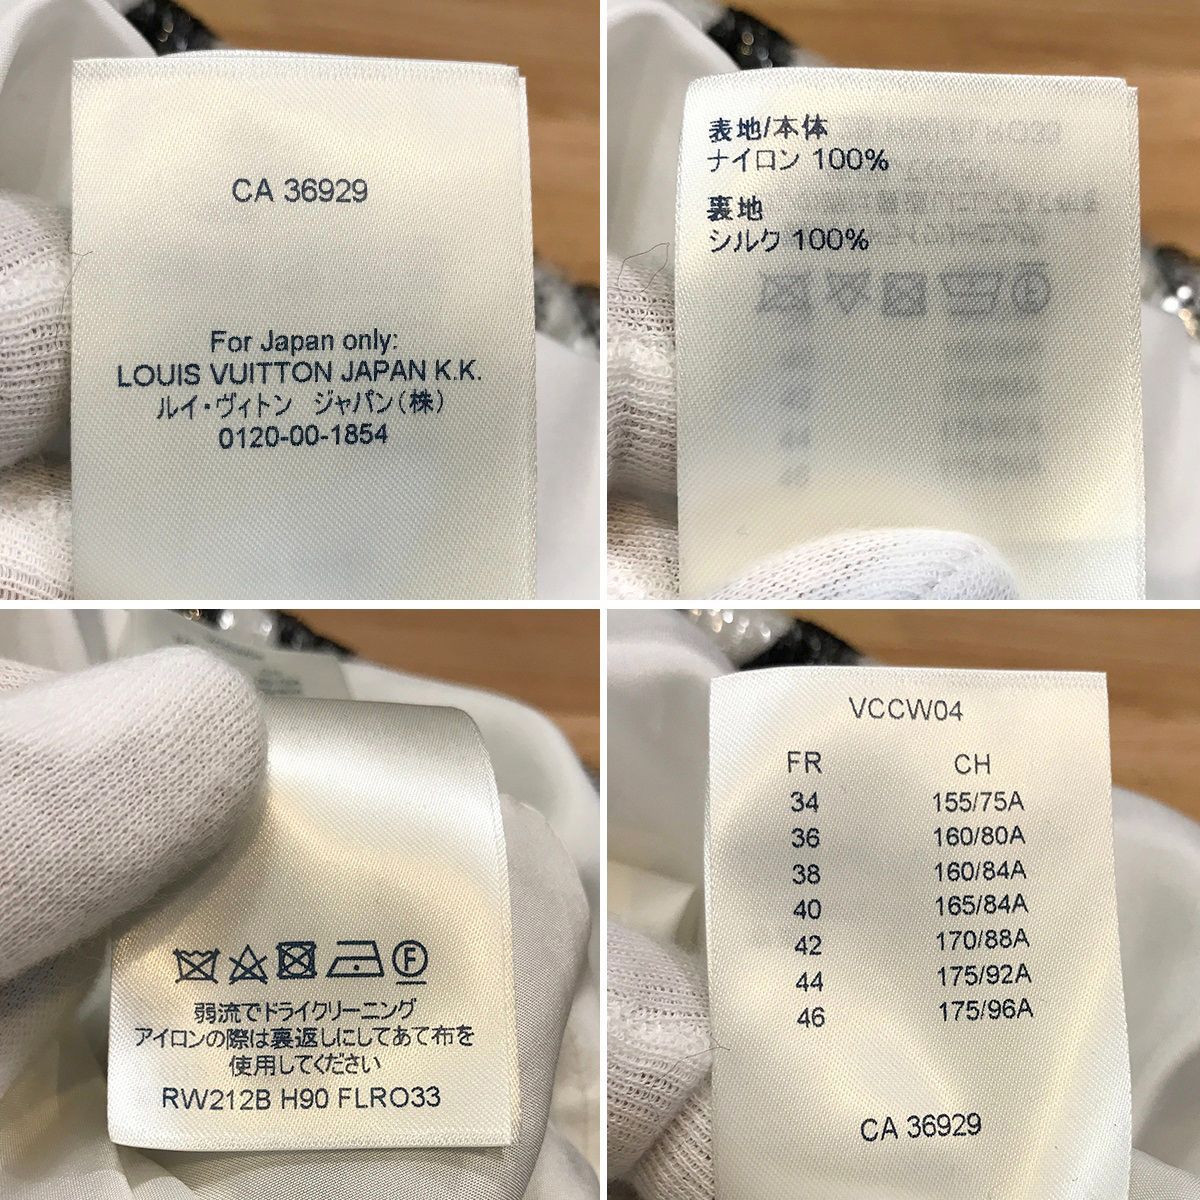 CA 36929
For Japan only:
LOUIS VUITTON JAPAN K.K.
ルイ・ヴィトン ジャパン(株)
0120-00-1854
表地/本体
ナイロン 100%
裏地
シルク 100%
F
弱流でドライクリーニング
アイロンの際は裏返しにしてあて布を
使用してください
RW212B H90 FLRO33
VCCW04
FR CH
34 155/75A
36 160/80A
38 160/84A
40 165/84A
42 170/88A
44 175/92A
46 175/96A
CA 36929